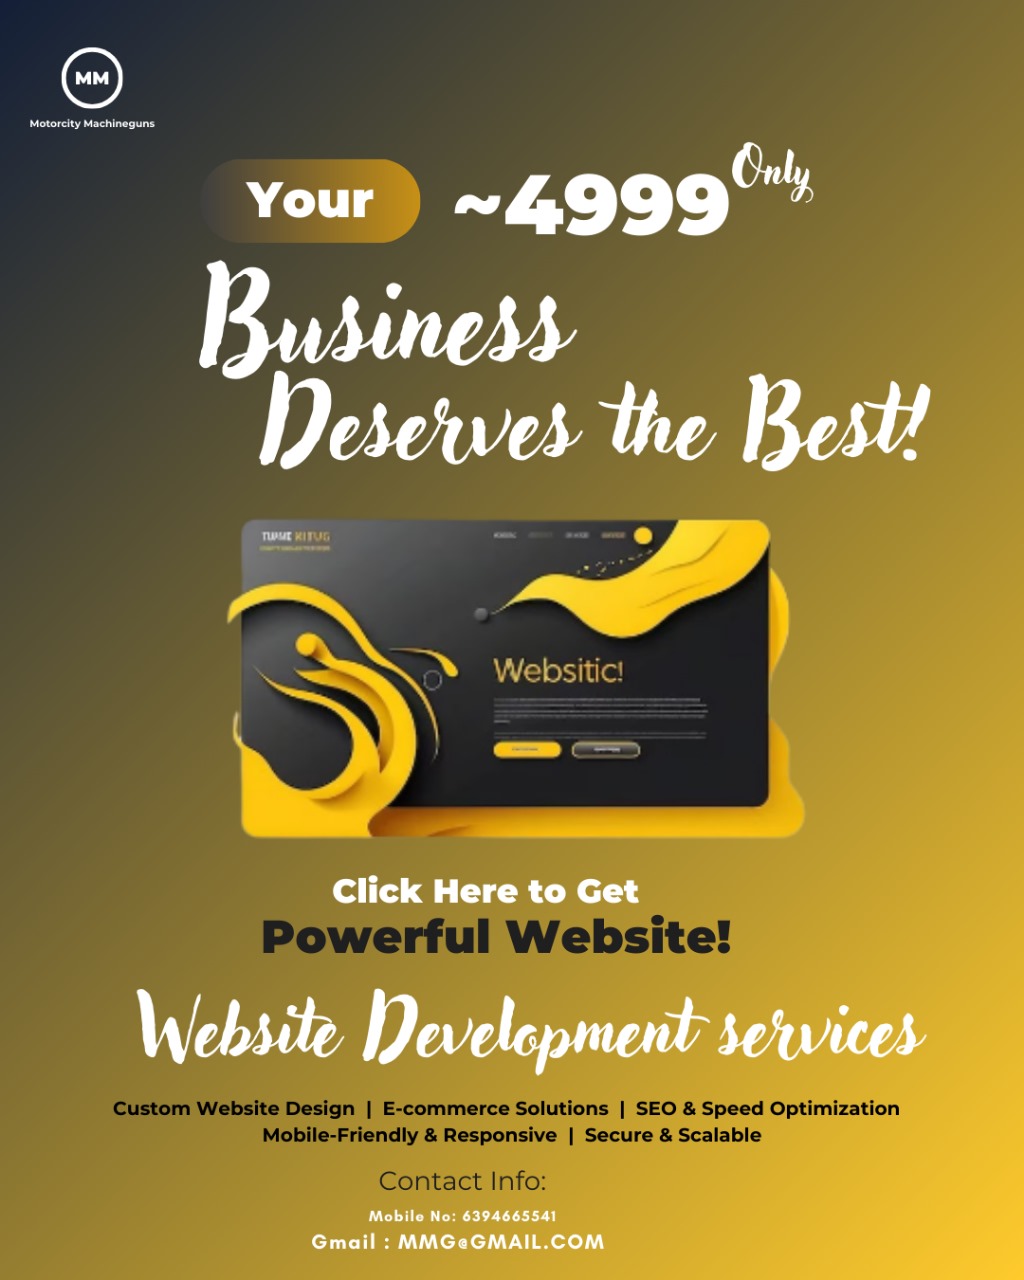 MM
Motorcity Machineguns
Your ~4999 Only
Business
Deserves the Best!
Websitic!
Click Here to Get
Powerful Website!
Website Development services
Custom Website Design | E-commerce Solutions | SEO & Speed Optimization
Mobile-Friendly & Responsive | Secure & Scalable
Contact Info:
Mobile No: 6394665541
Gmail : MMG@GMAIL.COM